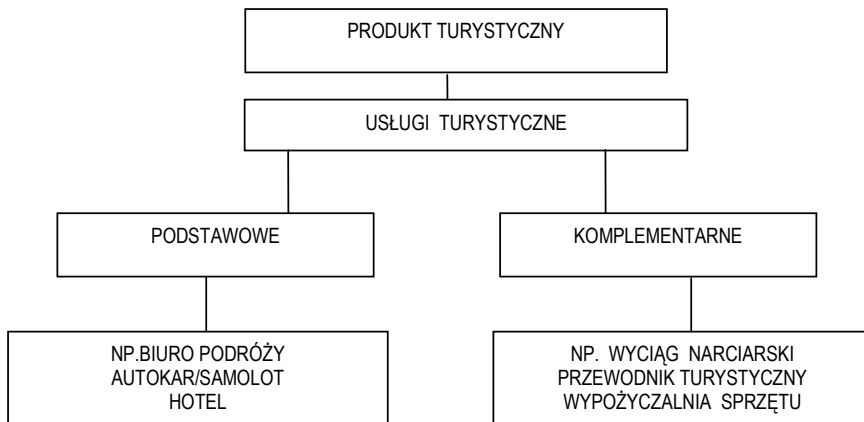 PRODUKT TURYSTYCZNY
USŁUGI TURYSTYCZNE
PODSTAWOWE
KOMPLEMENTARNE
NP.BIURO PODRÓŻY
AUTOKAR/SAMOLOT
HOTEL
NP. WYCIĄG NARCIARSKI
PRZEWODNIK TURYSTYCZNY
WYPOŻYCZALNIA SPRZĘTU